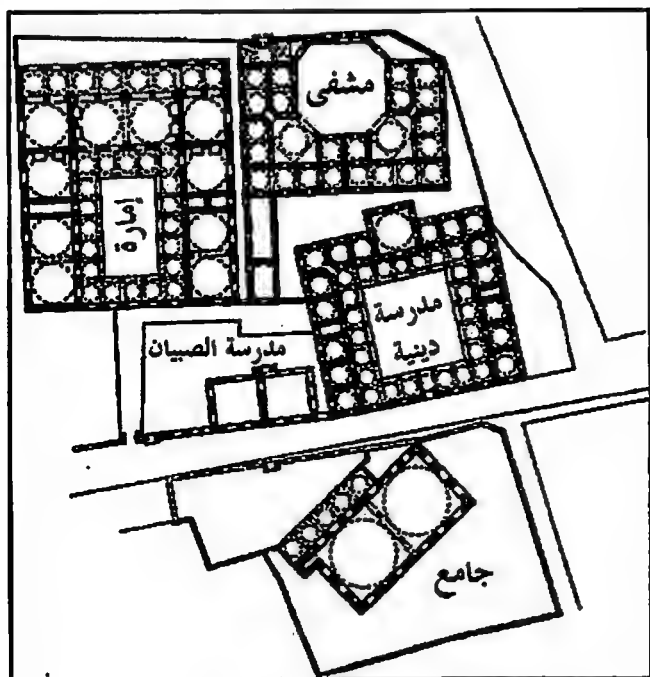 مشفى
إمارة
مدرسة
دينية
مدرسة الصبيان
جامع